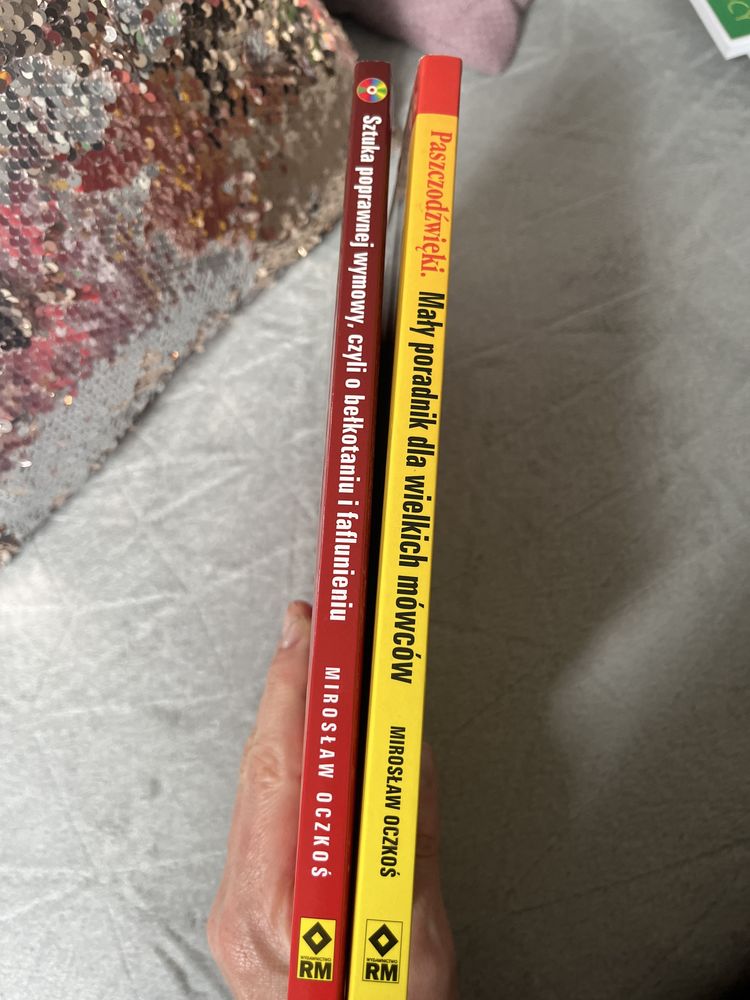 Sztuka poprawnej wymowy, czyli o bełkotaniu i faflunieniu
MIROSŁAW OCZKOŚ
WYDAWNICTWO
RM
Paszczodźwięki. Mały poradnik dla wielkich mówców
MIROSŁAW OCZKOŚ
WYDAWNICTWO
RM